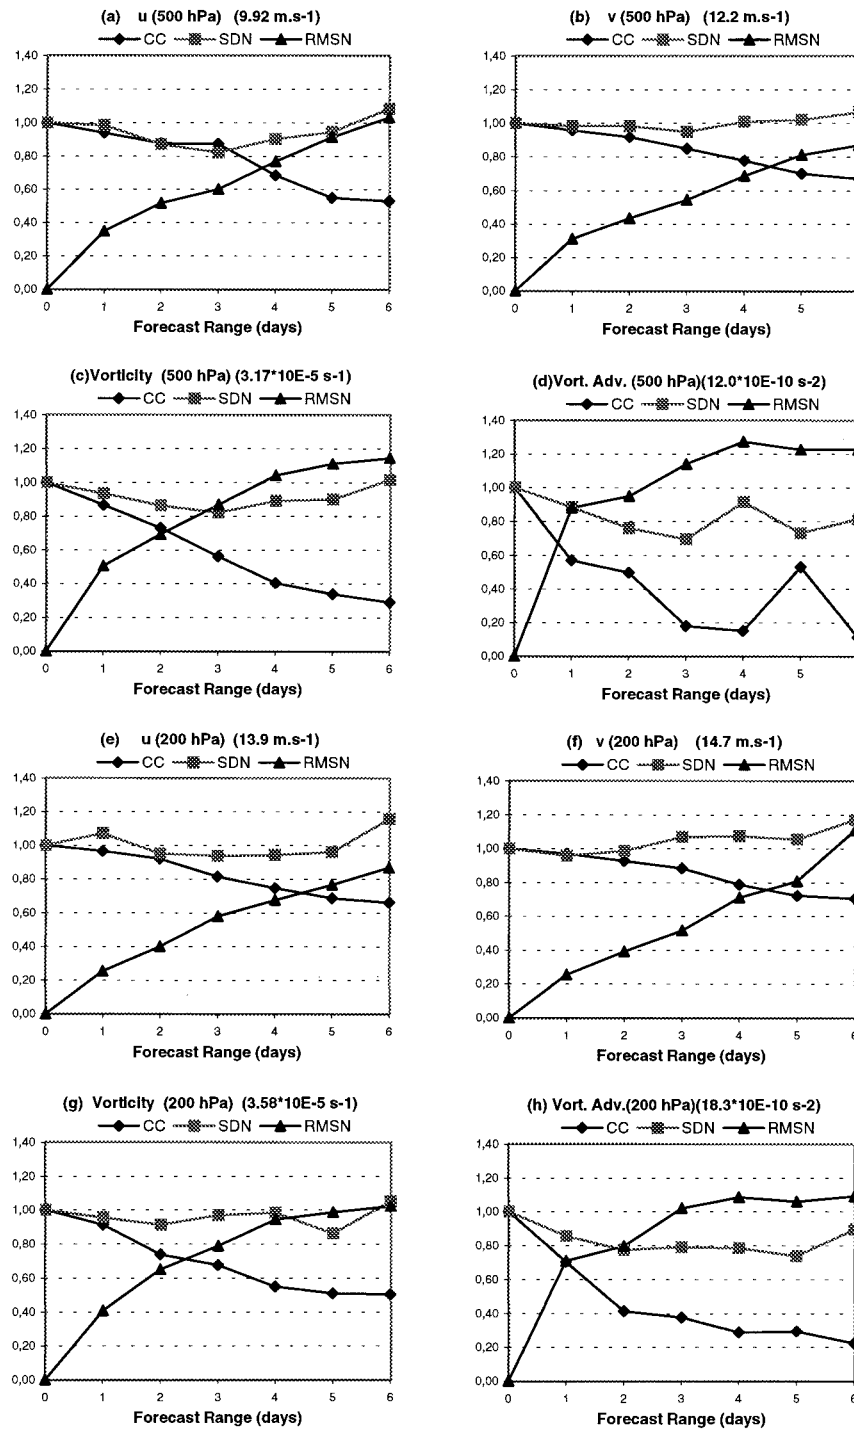 (a) u (500 hPa) (9.92 m.s-1)
CC SDN RMSN
1,40
1,20
1,00
0,80
0,60
0,40
0,20
0,00
0 1 2 3 4 5 6
Forecast Range (days)
(b) v (500 hPa) (12.2 m.s-1)
CC SDN RMSN
1,40
1,20
1,00
0,80
0,60
0,40
0,20
0,00
0 1 2 3 4 5
Forecast Range (days)
(c)Vorticity (500 hPa) (3.17*10E-5 s-1)
CC SDN RMSN
1,40
1,20
1,00
0,80
0,60
0,40
0,20
0,00
0 1 2 3 4 5 6
Forecast Range (days)
(d)Vort. Adv. (500 hPa)(12.0*10E-10 s-2)
CC SDN RMSN
1,40
1,20
1,00
0,80
0,60
0,40
0,20
0,00
0 1 2 3 4 5
Forecast Range (days)
(e) u (200 hPa) (13.9 m.s-1)
CC SDN RMSN
1,40
1,20
1,00
0,80
0,60
0,40
0,20
0,00
0 1 2 3 4 5 6
Forecast Range (days)
(f) v (200 hPa) (14.7 m.s-1)
CC SDN RMSN
1,40
1,20
1,00
0,80
0,60
0,40
0,20
0,00
0 1 2 3 4 5 6
Forecast Range (days)
(g) Vorticity (200 hPa) (3.58*10E-5 s-1)
CC SDN RMSN
1,40
1,20
1,00
0,80
0,60
0,40
0,20
0,00
0 1 2 3 4 5 6
Forecast Range (days)
(h) Vort. Adv.(200 hPa)(18.3*10E-10 s-2)
CC SDN RMSN
1,40
1,20
1,00
0,80
0,60
0,40
0,20
0,00
0 1 2 3 4 5 6
Forecast Range (days)